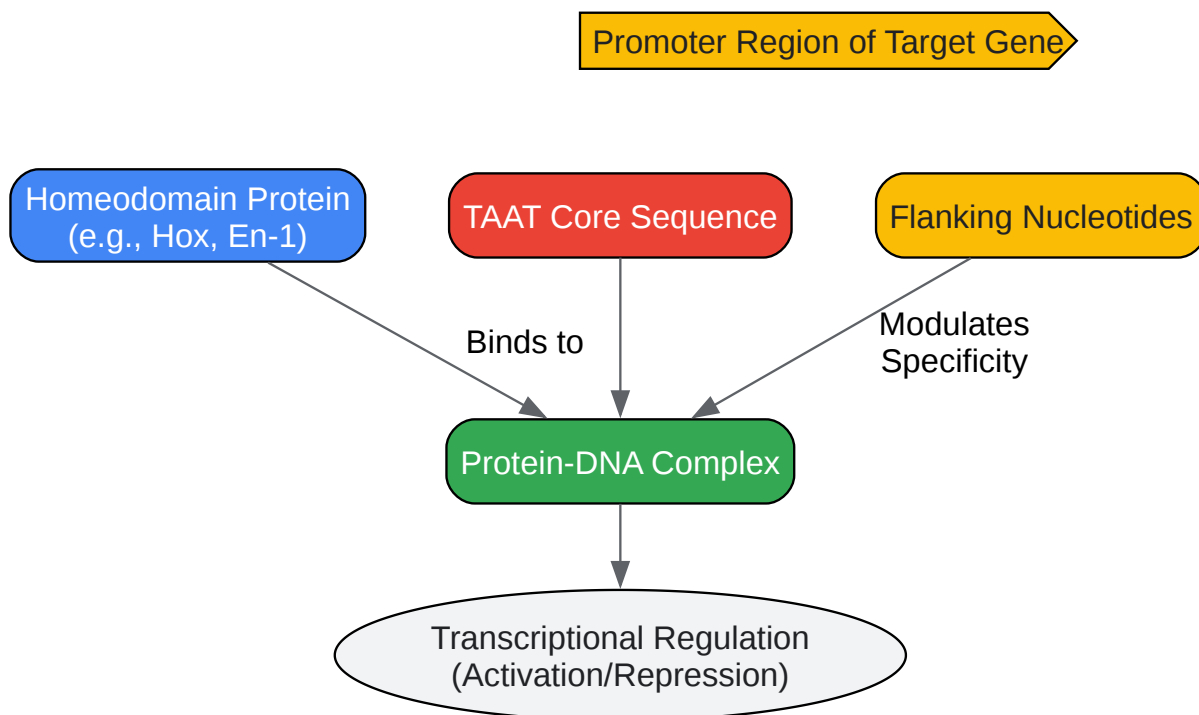 Promoter Region of Target Gene
Homeodomain Protein
(e.g., Hox, En-1)
TAAT Core Sequence
Flanking Nucleotides
Binds to
Modulates
Specificity
Protein-DNA Complex
Transcriptional Regulation
(Activation/Repression)